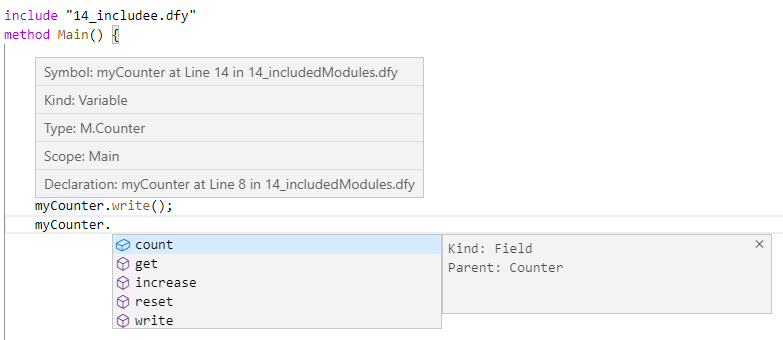 include "14_includee.dfy"
method Main() {
Symbol: myCounter at Line 14 in 14_includedModules.dfy
Kind: Variable
Type: M.Counter
Scope: Main
Declaration: myCounter at Line 8 in 14_includedModules.dfy
myCounter.write();
myCounter.
count
get
increase
reset
write
Kind: Field
Parent: Counter